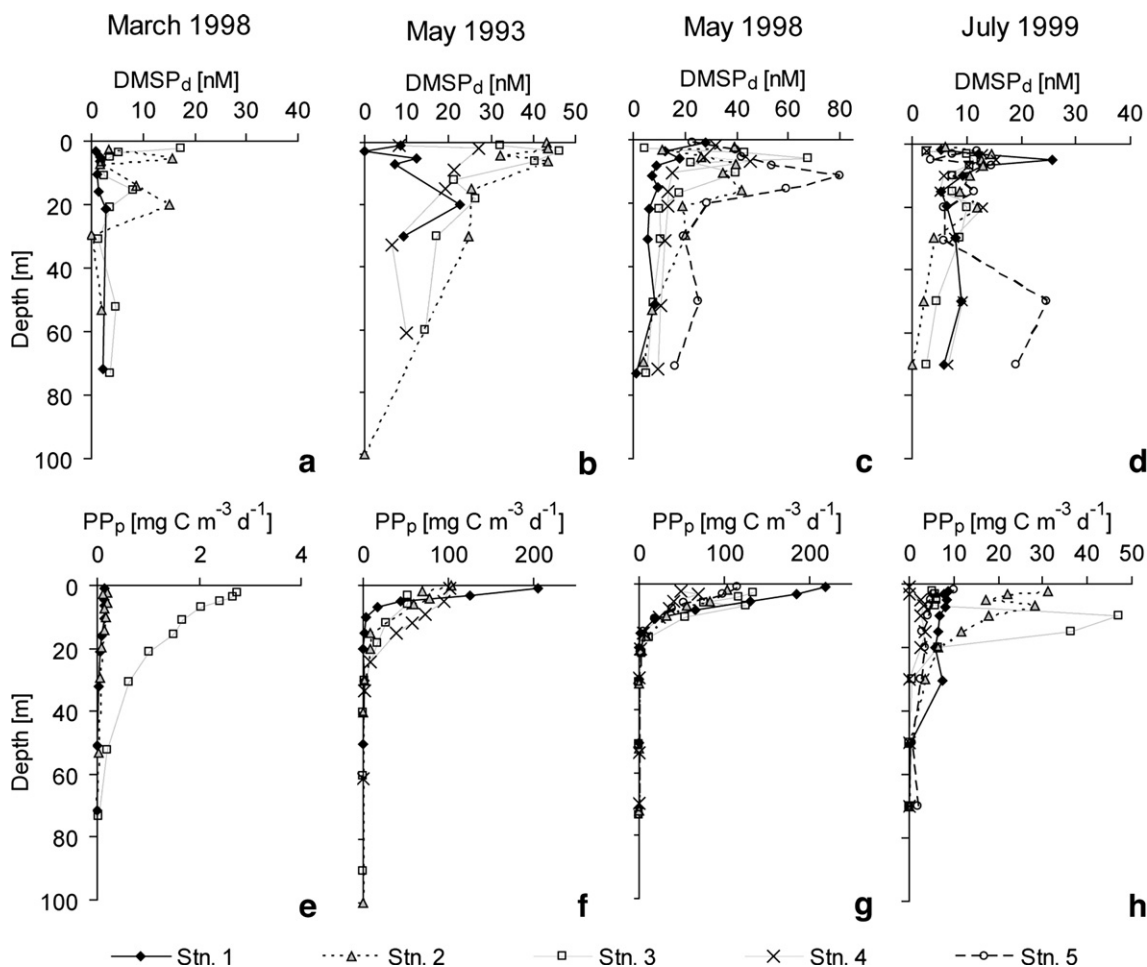 March 1998 May 1993 May 1998 July 1999
DMSPd [nM] DMSPd [nM] DMSPd [nM] DMSPd [nM]
0 10 20 30 40 0 10 20 30 40 50 0 20 40 60 80 0 10 20 30 40
Depth [m]
0
20
40
60
80
100
a b c d
PPp [mg C m-3 d-1] PPp [mg C m-3 d-1] PPp [mg C m-3 d-1] PPp [mg C m-3 d-1]
0 2 4 0 100 200 0 100 200 0 10 20 30 40 50
Depth [m]
0
20
40
60
80
100
e f g h
Stn. 1 Stn. 2 Stn. 3 Stn. 4 Stn. 5